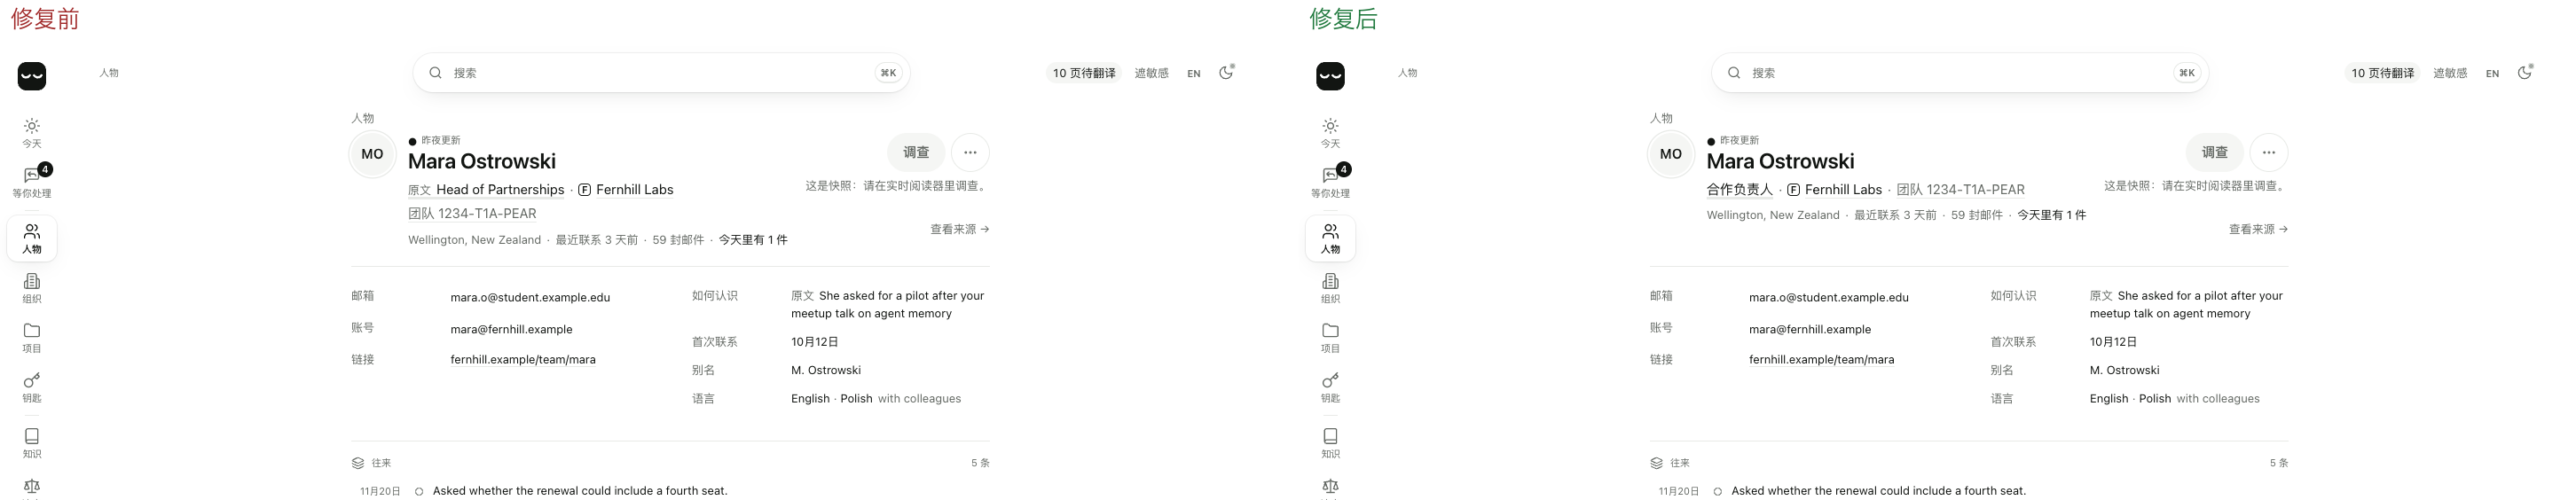 修复前
人物
搜索
⌘K
10 页待翻译
遮敏感
EN
今天
4
等你处理
人物
组织
项目
钥匙
知识
人物
MO
昨夜更新
Mara Ostrowski
原文 Head of Partnerships · F Fernhill Labs
团队 1234-T1A-PEAR
Wellington, New Zealand · 最近联系 3 天前 · 59 封邮件 · 今天里有 1 件
调查
这是快照：请在实时阅读器里调查。
查看来源 →
邮箱 mara.o@student.example.edu
账号 mara@fernhill.example
链接 fernhill.example/team/mara
如何认识 原文 She asked for a pilot after your
meetup talk on agent memory
首次联系 10月12日
别名 M. Ostrowski
语言 English · Polish with colleagues
往来 5 条
11月20日 Asked whether the renewal could include a fourth seat.
修复后
人物
搜索
⌘K
10 页待翻译
遮敏感
EN
今天
4
等你处理
人物
组织
项目
钥匙
知识
人物
MO
昨夜更新
Mara Ostrowski
合作负责人 · F Fernhill Labs · 团队 1234-T1A-PEAR
Wellington, New Zealand · 最近联系 3 天前 · 59 封邮件 · 今天里有 1 件
调查
这是快照：请在实时阅读器里调查。
查看来源 →
邮箱 mara.o@student.example.edu
账号 mara@fernhill.example
链接 fernhill.example/team/mara
如何认识 原文 She asked for a pilot after your
meetup talk on agent memory
首次联系 10月12日
别名 M. Ostrowski
语言 English · Polish with colleagues
往来 5 条
11月20日 Asked whether the renewal could include a fourth seat.